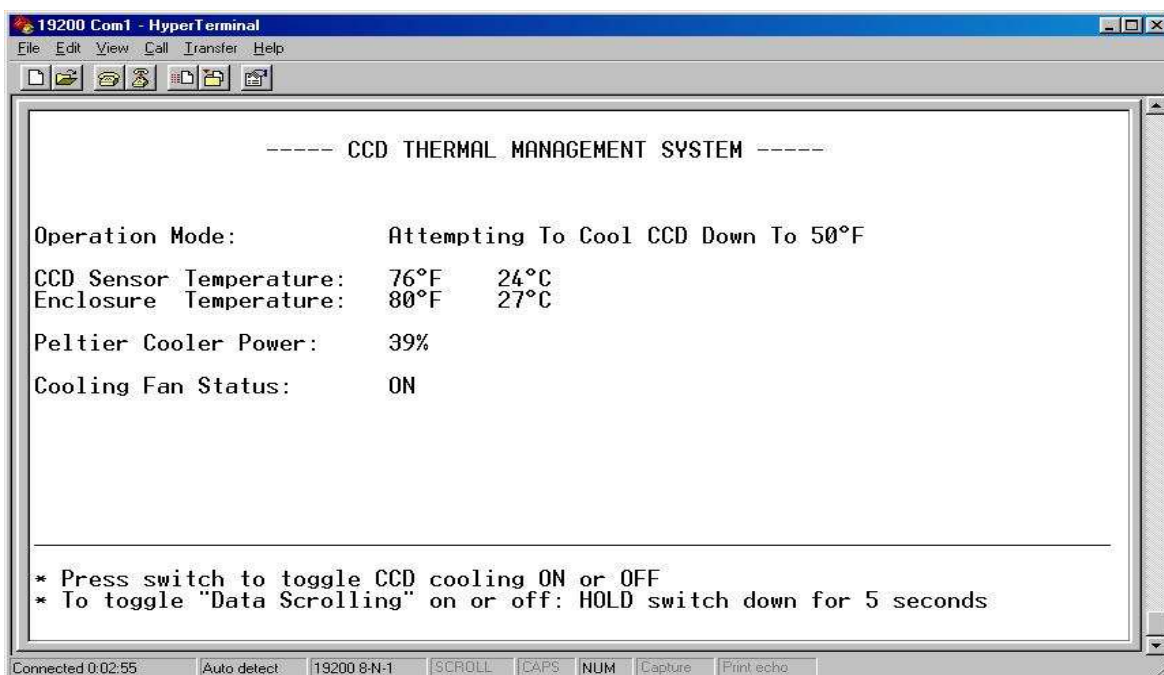 19200 Com1 - HyperTerminal
File Edit View Call Transfer Help
----- CCD THERMAL MANAGEMENT SYSTEM -----
Operation Mode: Attempting To Cool CCD Down To 50°F
CCD Sensor Temperature: 76°F 24°C
Enclosure Temperature: 80°F 27°C
Peltier Cooler Power: 39%
Cooling Fan Status: ON
* Press switch to toggle CCD cooling ON or OFF
* To toggle "Data Scrolling" on or off: HOLD switch down for 5 seconds
Connected 0:02:55 Auto detect 19200 8-N-1 SCROLL CAPS NUM Capture Print echo